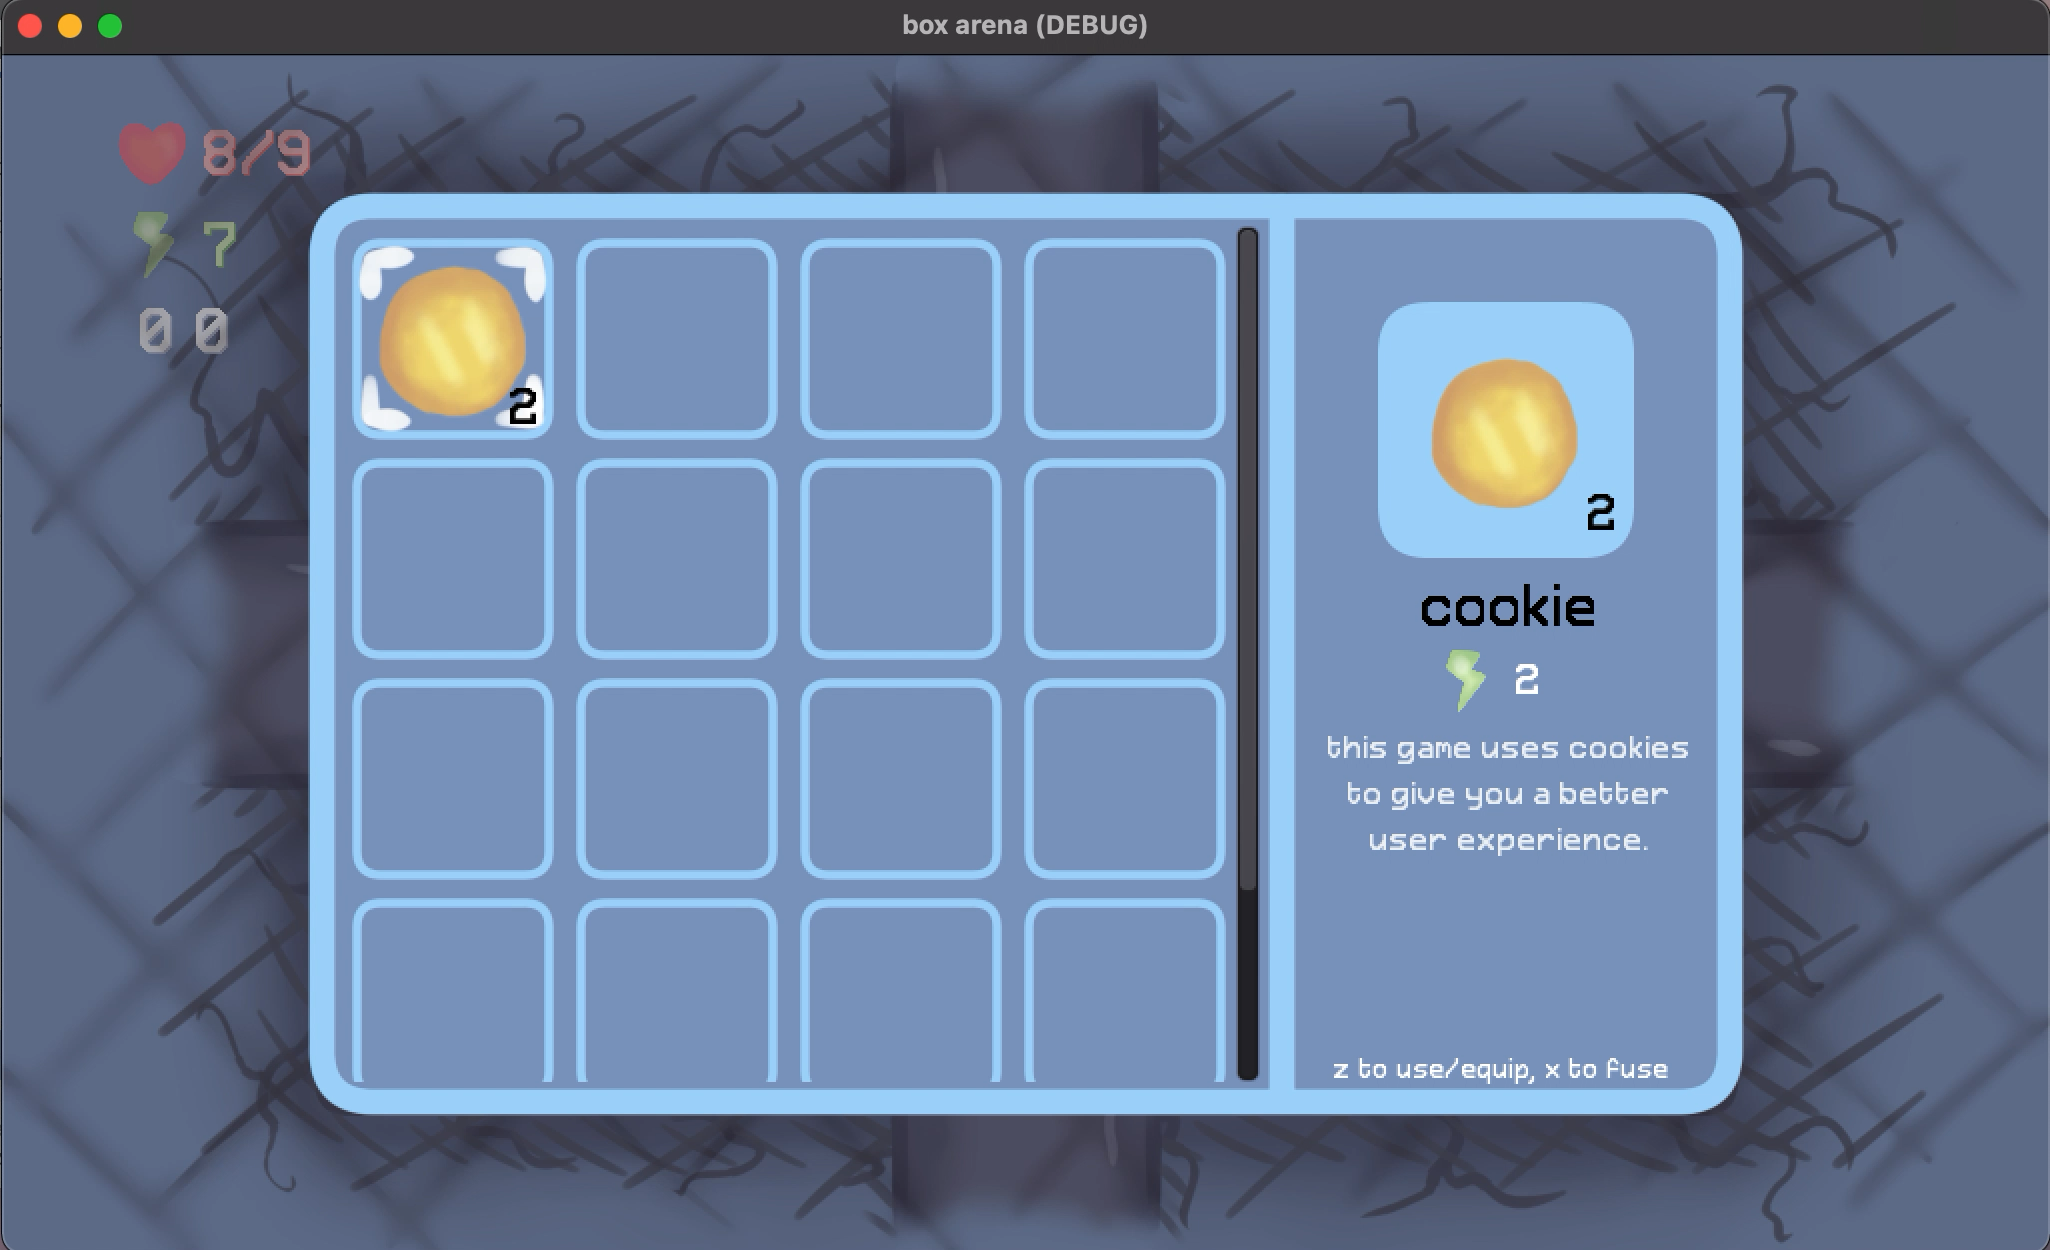 box arena (DEBUG)
8/9
7
0 0
2
2
cookie
2
this game uses cookies
to give you a better
user experience.
z to use/equip, x to fuse